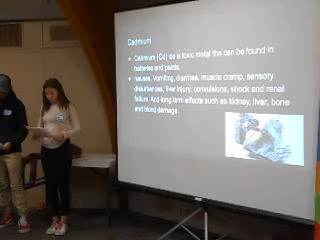 Cadmium
Cadmium (Cd) os a toxic metal tha can be found in
batteries and paints.
nausea, Vomiting, diarrhea, muscle cramp, sensory
disturbances, liver injury, convulsions, shock and renal
failure. And long term effects such as kidney, liver, bone
and blood damage.